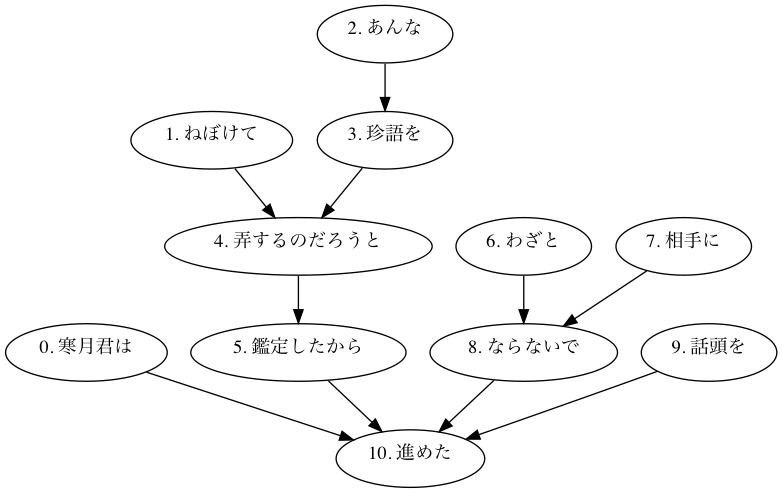 2. あんな
1. ねぼけて
3. 珍語を
4. 弄するのだろうと
6. わざと
7. 相手に
0. 寒月君は
5. 鑑定したから
8. ならないで
9. 話頭を
10. 進めた